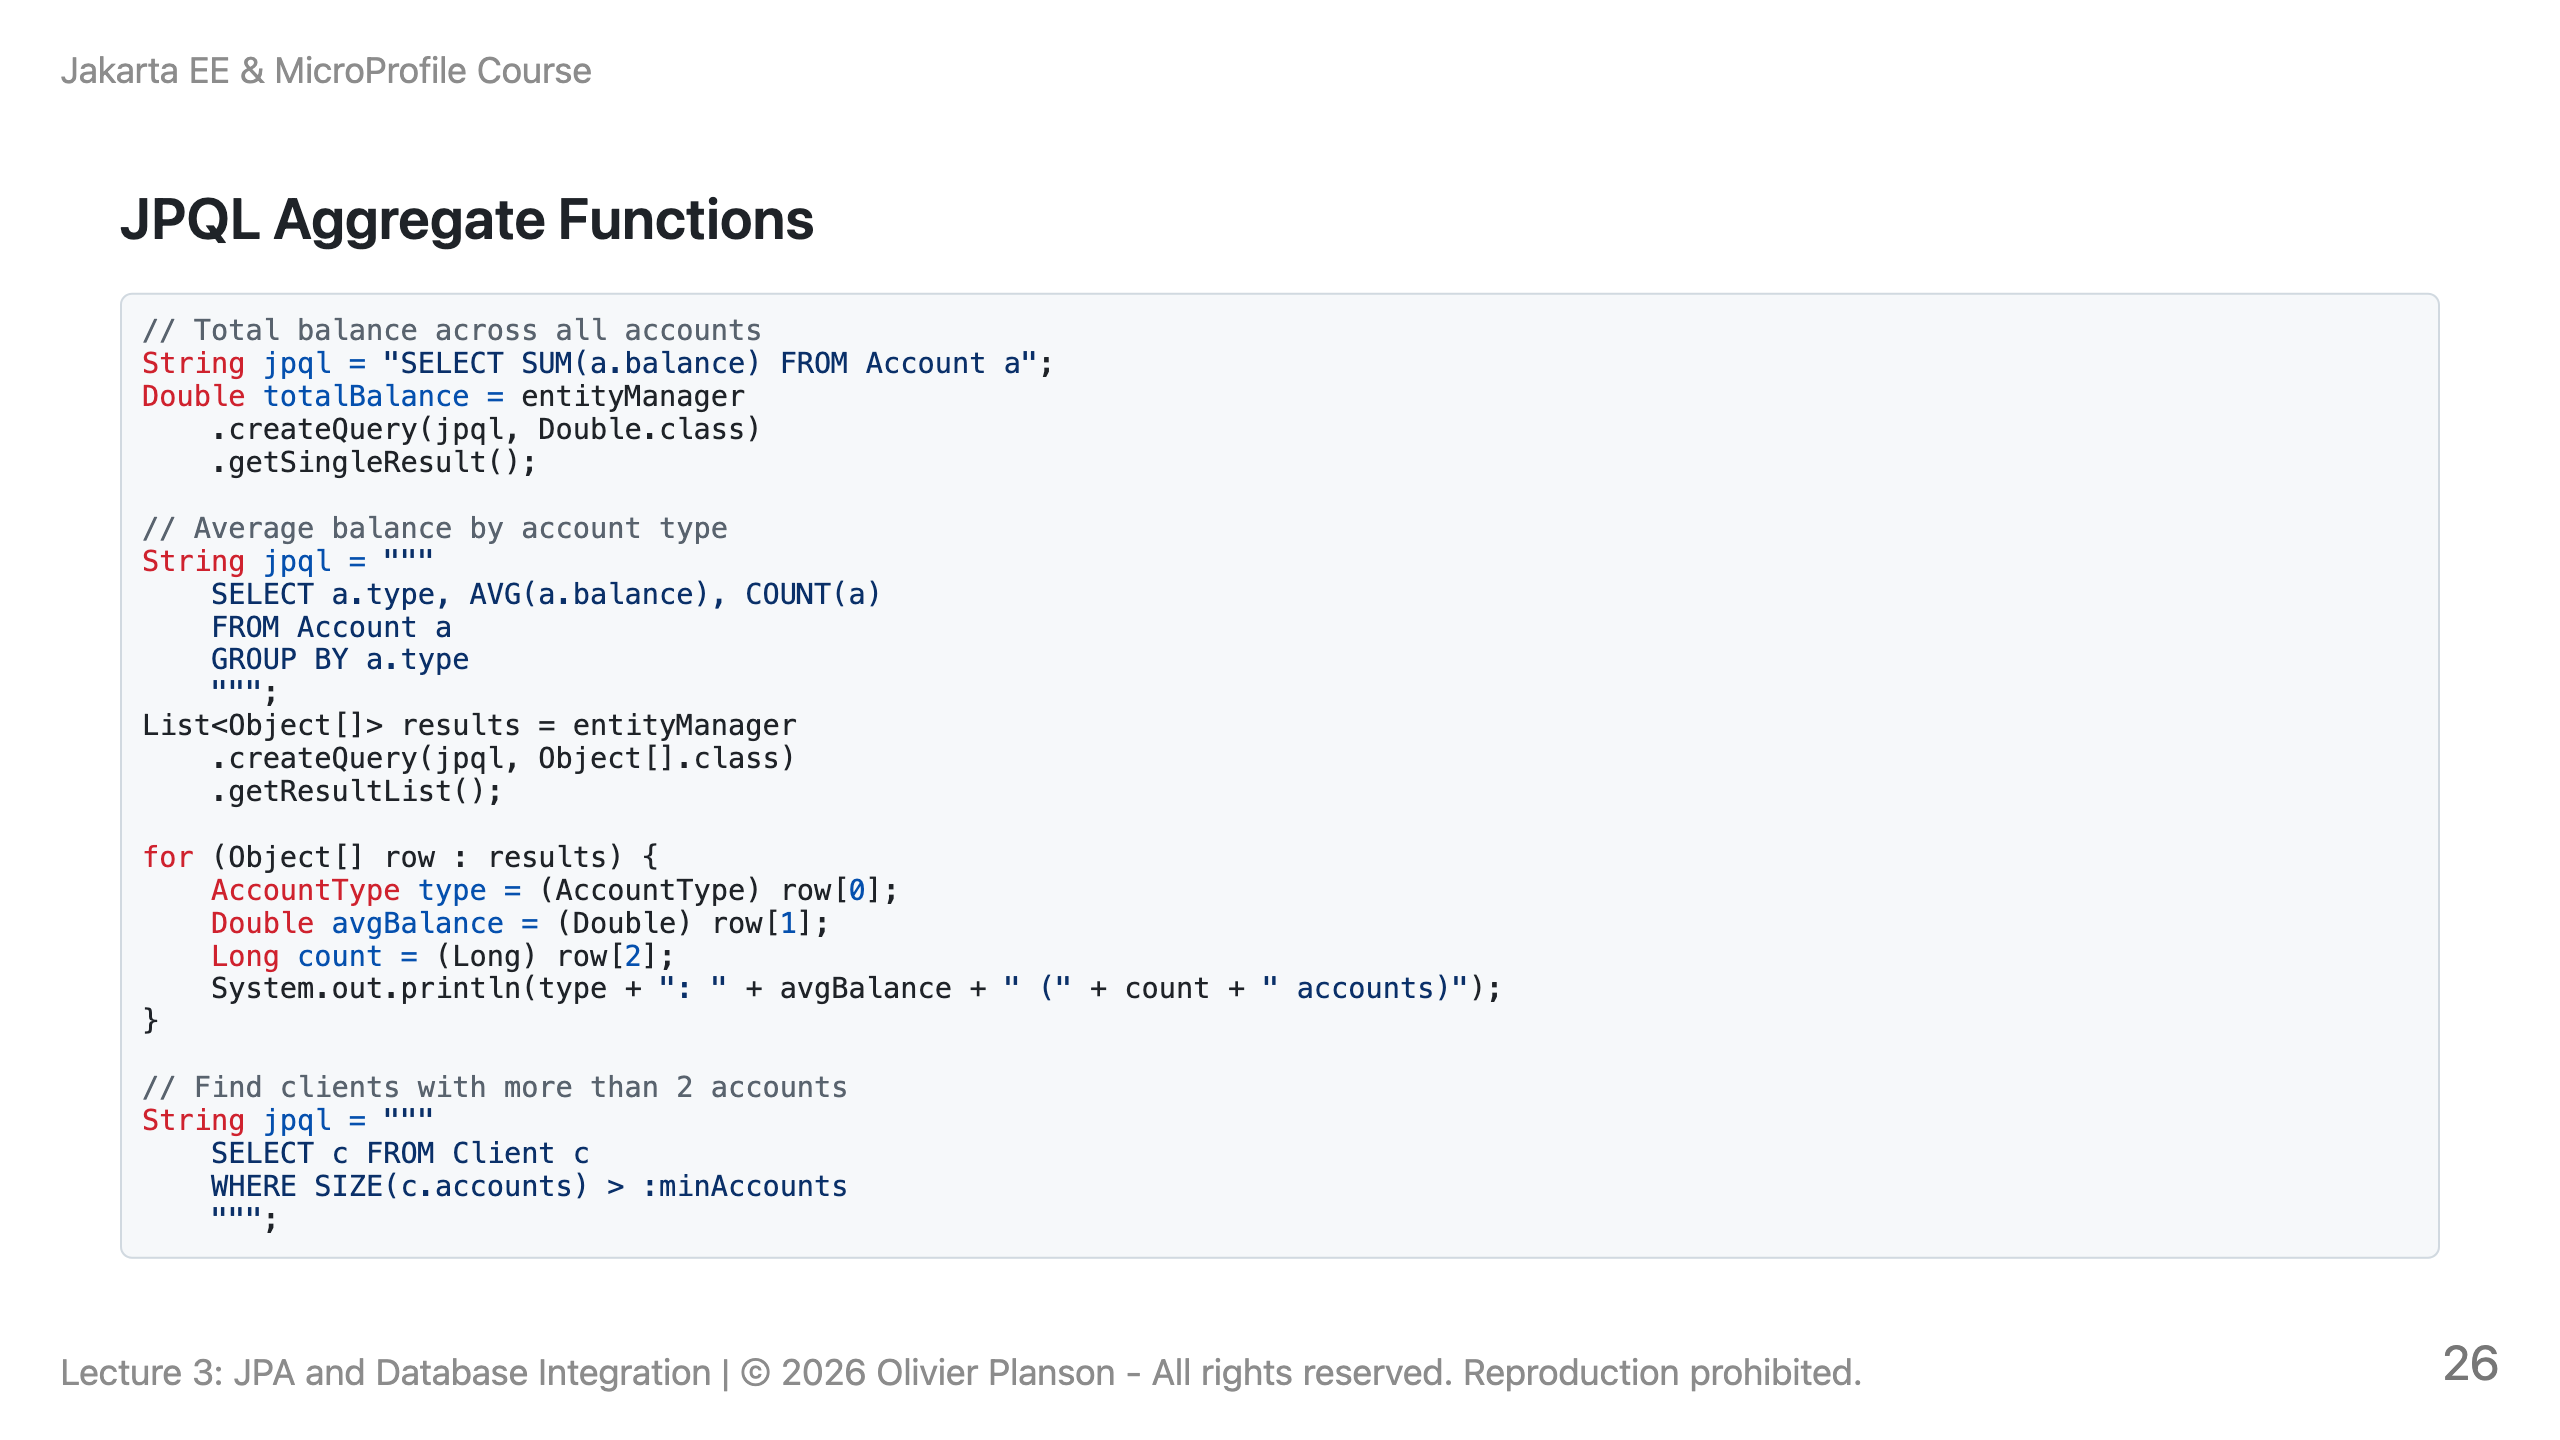 Jakarta EE & MicroProfile Course
JPQL Aggregate Functions
// Total balance across all accounts
String jpql = "SELECT SUM(a.balance) FROM Account a";
Double totalBalance = entityManager
    .createQuery(jpql, Double.class)
    .getSingleResult();

// Average balance by account type
String jpql = """
    SELECT a.type, AVG(a.balance), COUNT(a)
    FROM Account a
    GROUP BY a.type
    """;
List<Object[]> results = entityManager
    .createQuery(jpql, Object[].class)
    .getResultList();

for (Object[] row : results) {
    AccountType type = (AccountType) row[0];
    Double avgBalance = (Double) row[1];
    Long count = (Long) row[2];
    System.out.println(type + ": " + avgBalance + " (" + count + " accounts)");
}

// Find clients with more than 2 accounts
String jpql = """
    SELECT c FROM Client c
    WHERE SIZE(c.accounts) > :minAccounts
    """;
Lecture 3: JPA and Database Integration | © 2026 Olivier Planson - All rights reserved. Reproduction prohibited.
26